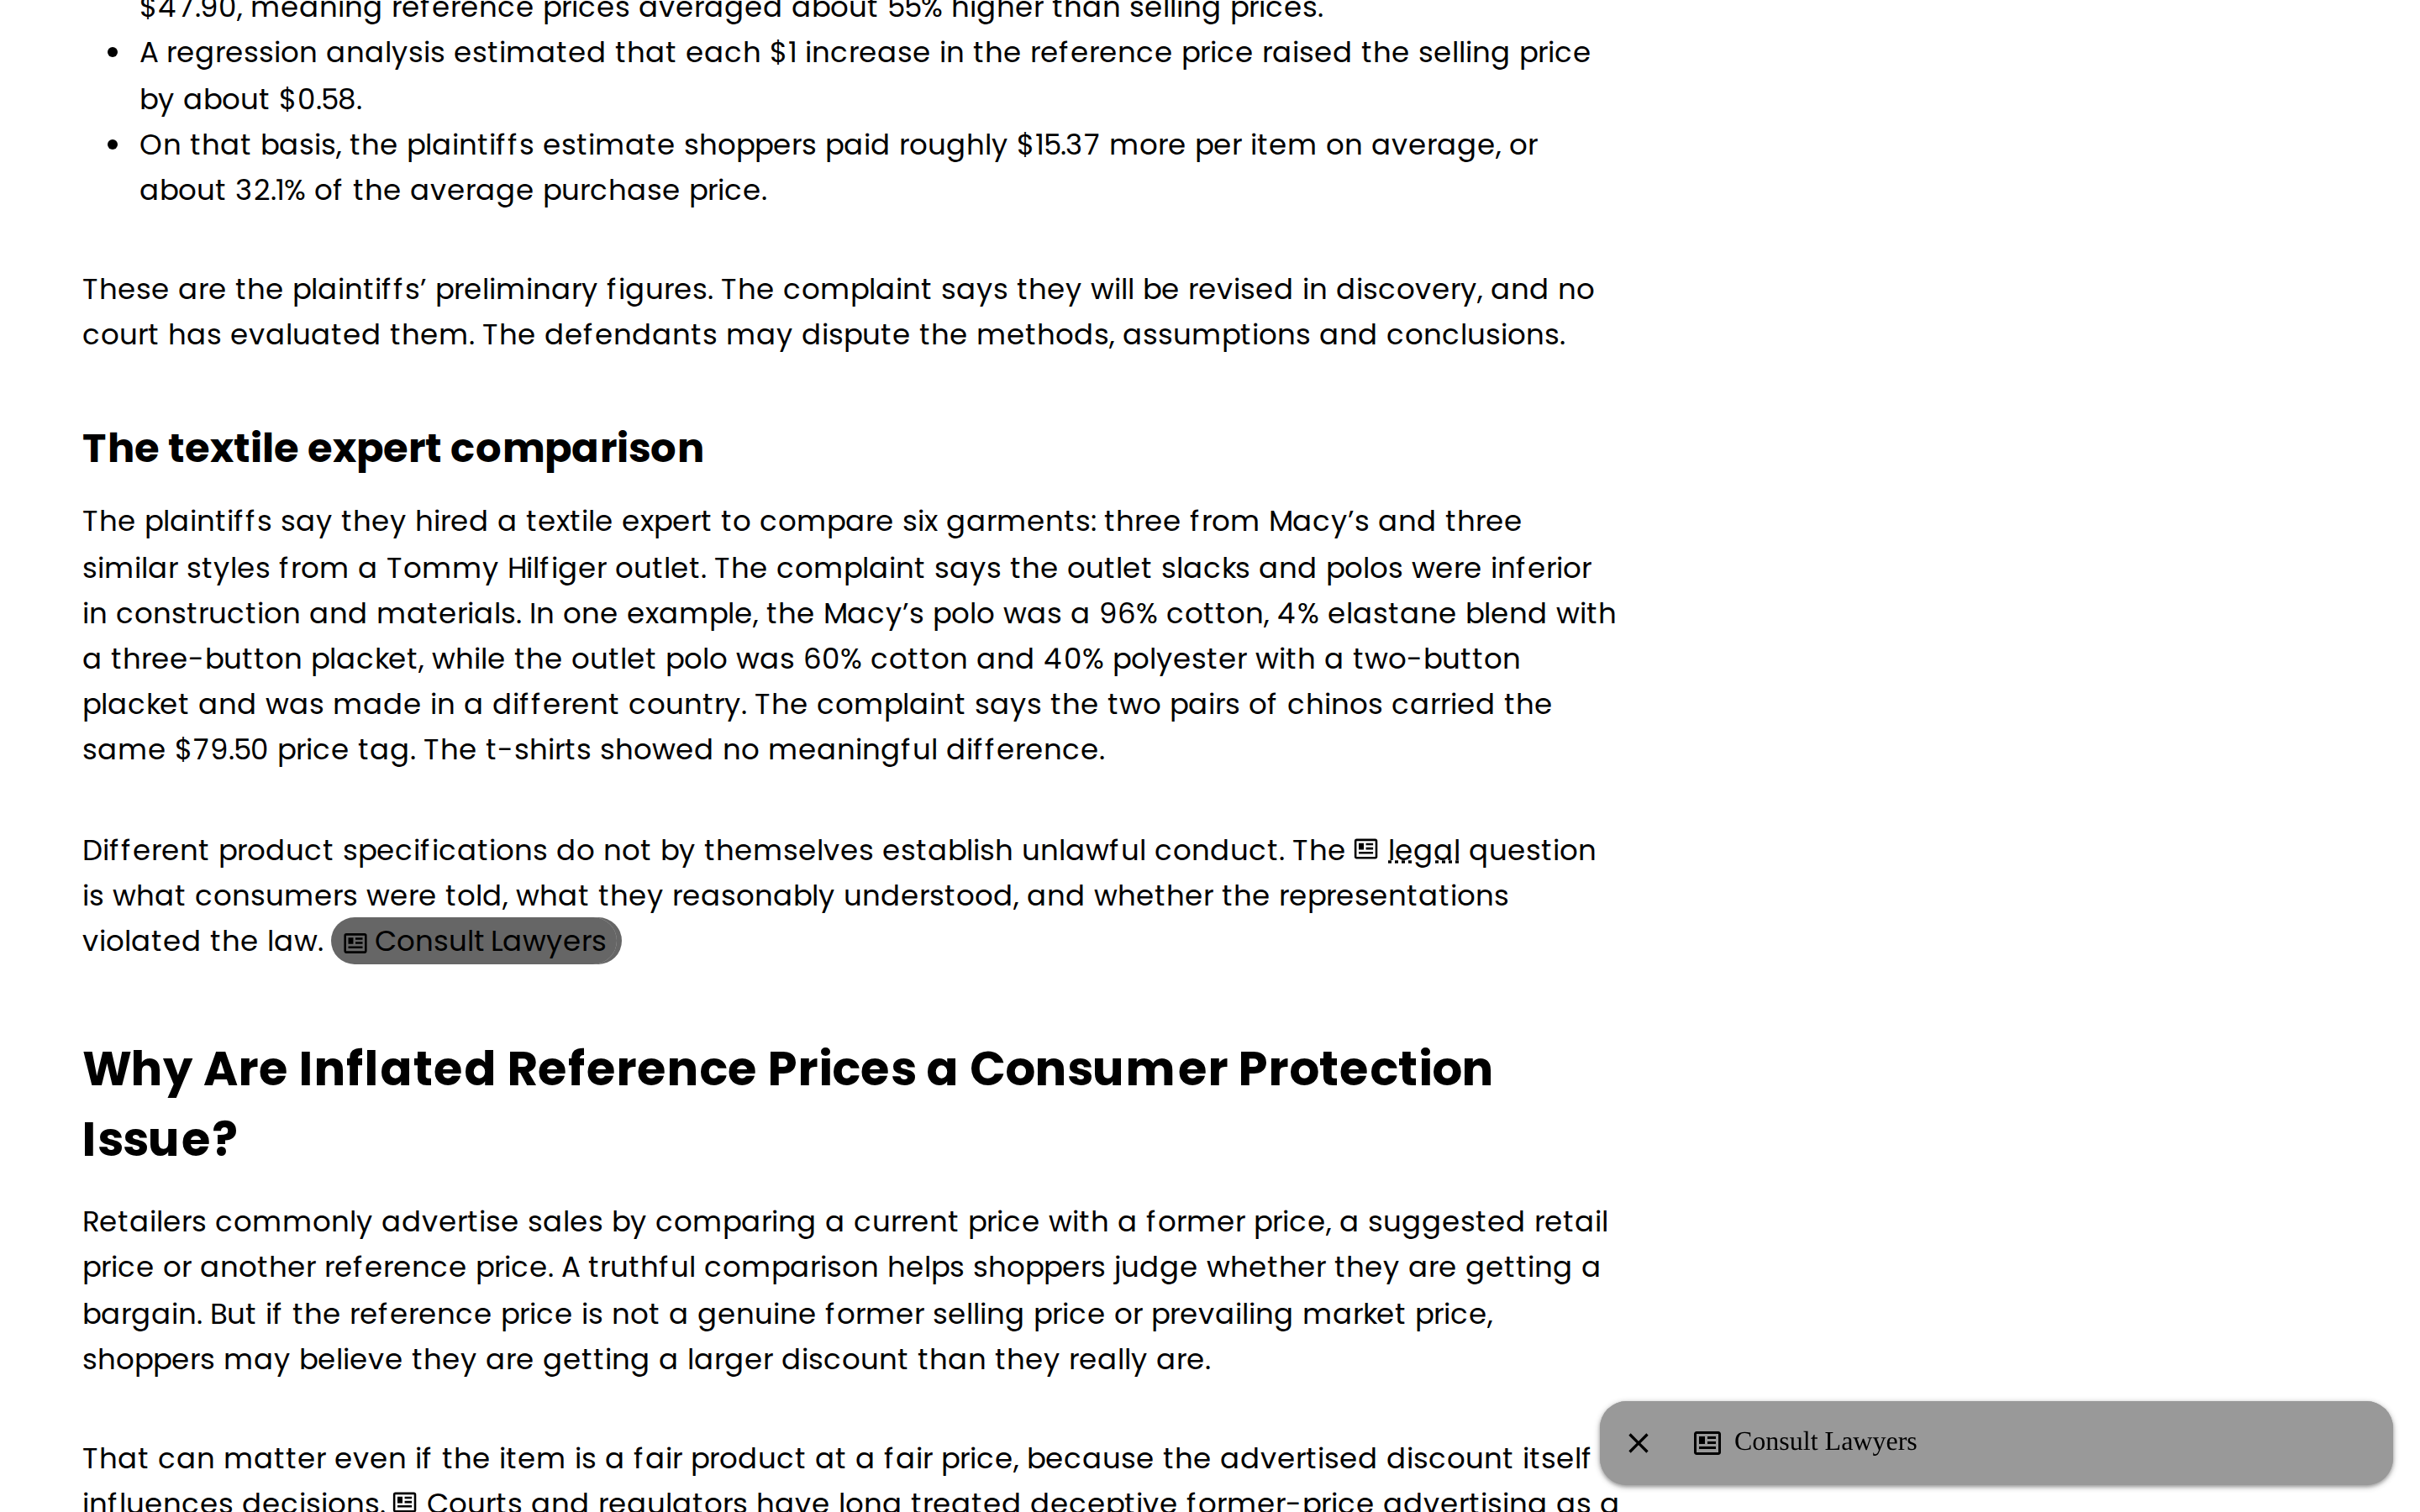 $47.90, meaning reference prices averaged about 55% higher than selling prices.
• A regression analysis estimated that each $1 increase in the reference price raised the selling price
by about $0.58.
• On that basis, the plaintiffs estimate shoppers paid roughly $15.37 more per item on average, or
about 32.1% of the average purchase price.
These are the plaintiffs’ preliminary figures. The complaint says they will be revised in discovery, and no
court has evaluated them. The defendants may dispute the methods, assumptions and conclusions.
The textile expert comparison
The plaintiffs say they hired a textile expert to compare six garments: three from Macy’s and three
similar styles from a Tommy Hilfiger outlet. The complaint says the outlet slacks and polos were inferior
in construction and materials. In one example, the Macy’s polo was a 96% cotton, 4% elastane blend with
a three-button placket, while the outlet polo was 60% cotton and 40% polyester with a two-button
placket and was made in a different country. The complaint says the two pairs of chinos carried the
same $79.50 price tag. The t-shirts showed no meaningful difference.
Different product specifications do not by themselves establish unlawful conduct. The legal question
is what consumers were told, what they reasonably understood, and whether the representations
violated the law. Consult Lawyers
Why Are Inflated Reference Prices a Consumer Protection
Issue?
Retailers commonly advertise sales by comparing a current price with a former price, a suggested retail
price or another reference price. A truthful comparison helps shoppers judge whether they are getting a
bargain. But if the reference price is not a genuine former selling price or prevailing market price,
shoppers may believe they are getting a larger discount than they really are.
That can matter even if the item is a fair product at a fair price, because the advertised discount itself
influences decisions. Courts and regulators have long treated deceptive former-price advertising as a
Consult Lawyers